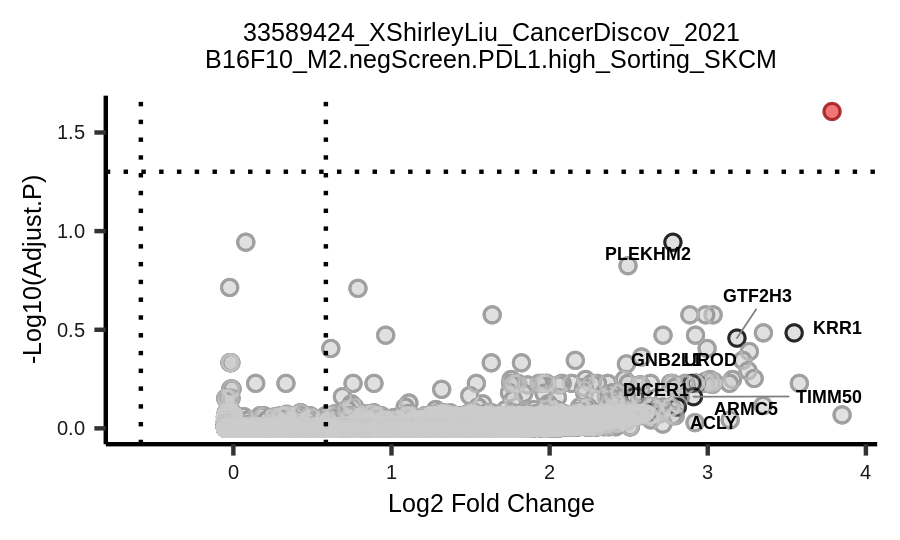 33589424_XShirleyLiu_CancerDiscov_2021
B16F10_M2.negScreen.PDL1.high_Sorting_SKCM
-Log10(Adjust.P)
1.5
1.0
0.5
0.0
PLEKHM2
GTF2H3
KRR1
GNB2L1
UROD
DICER1
TIMM50
ARMC5
ACLY
0
1
2
3
4
Log2 Fold Change